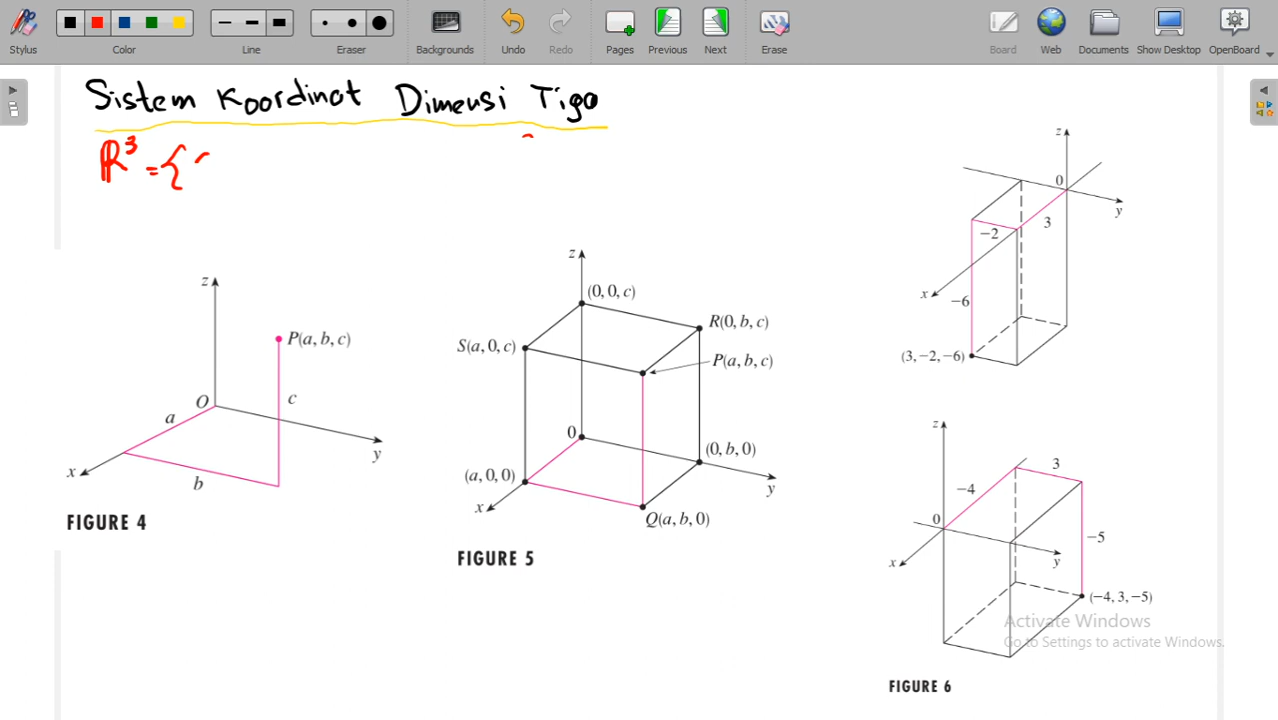 Stylus
Color
Line
Eraser
Backgrounds
Undo
Redo
Pages
Previous
Next
Erase
Board
Web
Documents
Show Desktop
OpenBoard
Sistem Koordinat Dimensi Tiga
ℝ³ = {
z
O
a
b
c
P(a, b, c)
x
y
FIGURE 4
z
(0, 0, c)
R(0, b, c)
S(a, 0, c)
P(a, b, c)
0
(0, b, 0)
(a, 0, 0)
x
y
Q(a, b, 0)
FIGURE 5
z
0
y
3
−2
x
−6
(3, −2, −6)
z
3
−4
0
−5
y
x
(−4, 3, −5)
FIGURE 6
Activate Windows
Go to Settings to activate Windows.